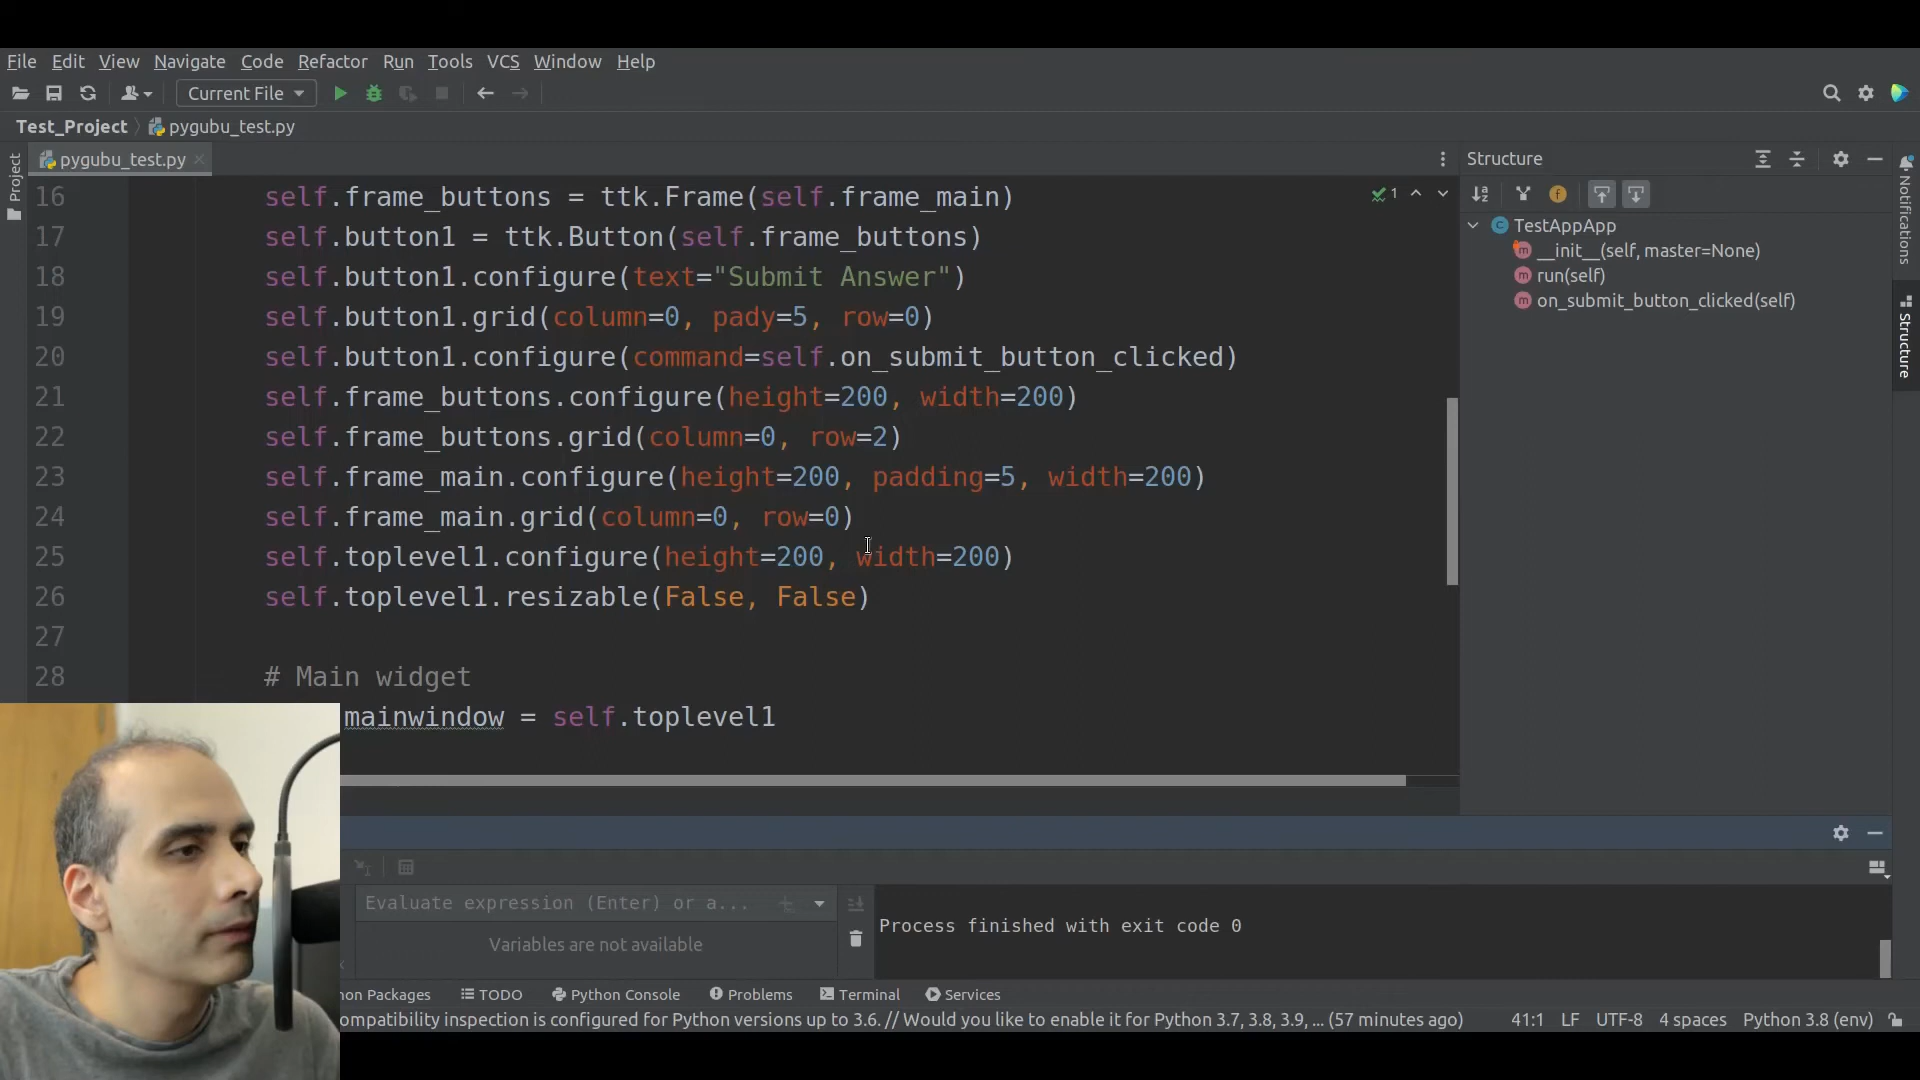 File Edit View Navigate Code Refactor Run Tools VCS Window Help
Current File
Test_Project pygubu_test.py
Project
pygubu_test.py
16 self.frame_buttons = ttk.Frame(self.frame_main)
17 self.button1 = ttk.Button(self.frame_buttons)
18 self.button1.configure(text="Submit Answer")
19 self.button1.grid(column=0, pady=5, row=0)
20 self.button1.configure(command=self.on_submit_button_clicked)
21 self.frame_buttons.configure(height=200, width=200)
22 self.frame_buttons.grid(column=0, row=2)
23 self.frame_main.configure(height=200, padding=5, width=200)
24 self.frame_main.grid(column=0, row=0)
25 self.toplevel1.configure(height=200, width=200)
26 self.toplevel1.resizable(False, False)
27
28 # Main widget
mainwindow = self.toplevel1
1
Structure
TestAppApp
__init__(self, master=None)
run(self)
on_submit_button_clicked(self)
Notifications
Structure
Evaluate expression (Enter) or a...
Variables are not available
Process finished with exit code 0
hon Packages TODO Python Console Problems Terminal Services
ompatibility inspection is configured for Python versions up to 3.6. // Would you like to enable it for Python 3.7, 3.8, 3.9, ... (57 minutes ago) 41:1 LF UTF-8 4 spaces Python 3.8 (env)